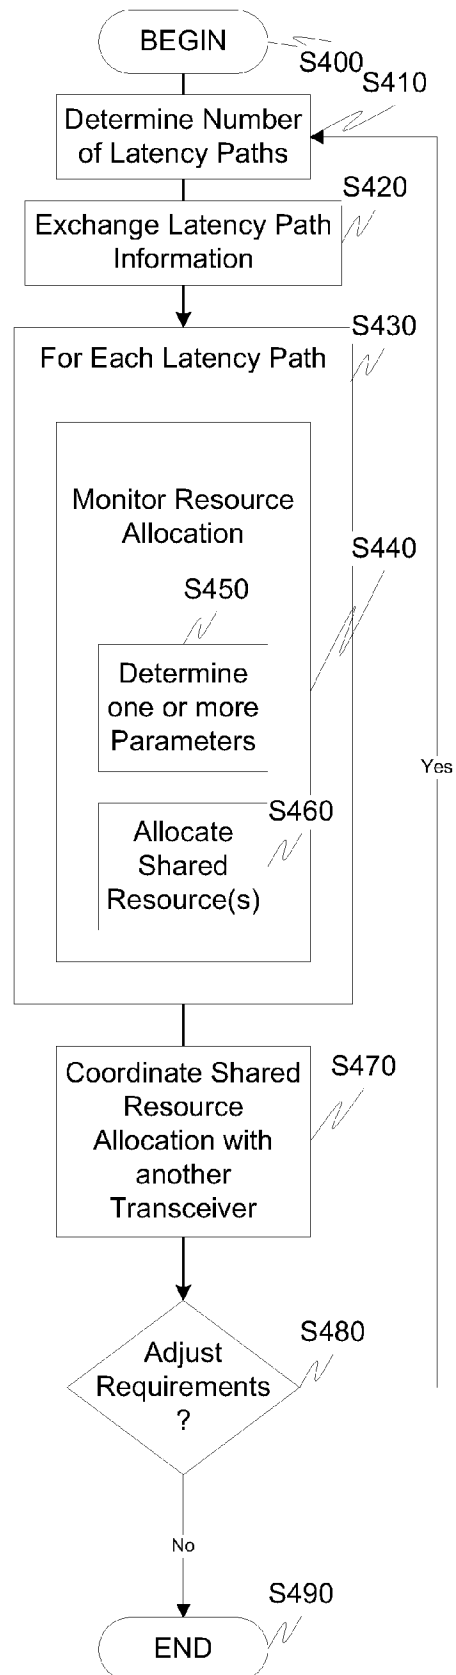 BEGIN
S400
S410
Determine Number
of Latency Paths
S420
Exchange Latency Path
Information
S430
For Each Latency Path
Monitor Resource
Allocation
S440
S450
Determine
one or more
Parameters
Yes
S460
Allocate
Shared
Resource(s)
S470
Coordinate Shared
Resource
Allocation with
another
Transceiver
S480
Adjust
Requirements
?
No
S490
END